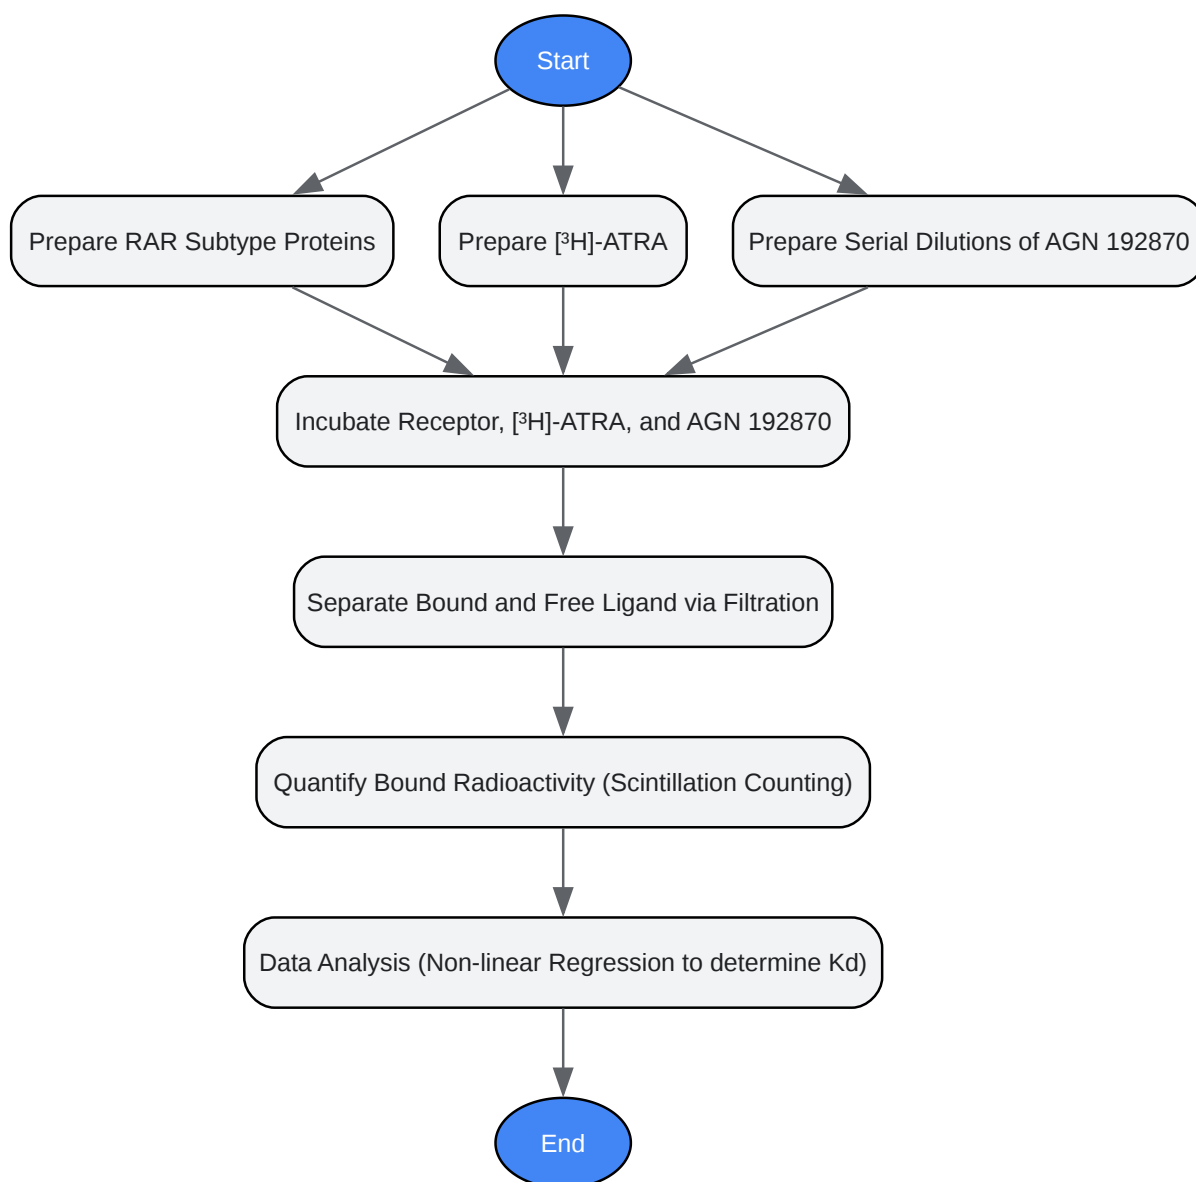 Start
Prepare RAR Subtype Proteins
Prepare [³H]-ATRA
Prepare Serial Dilutions of AGN 192870
Incubate Receptor, [³H]-ATRA, and AGN 192870
Separate Bound and Free Ligand via Filtration
Quantify Bound Radioactivity (Scintillation Counting)
Data Analysis (Non-linear Regression to determine Kd)
End